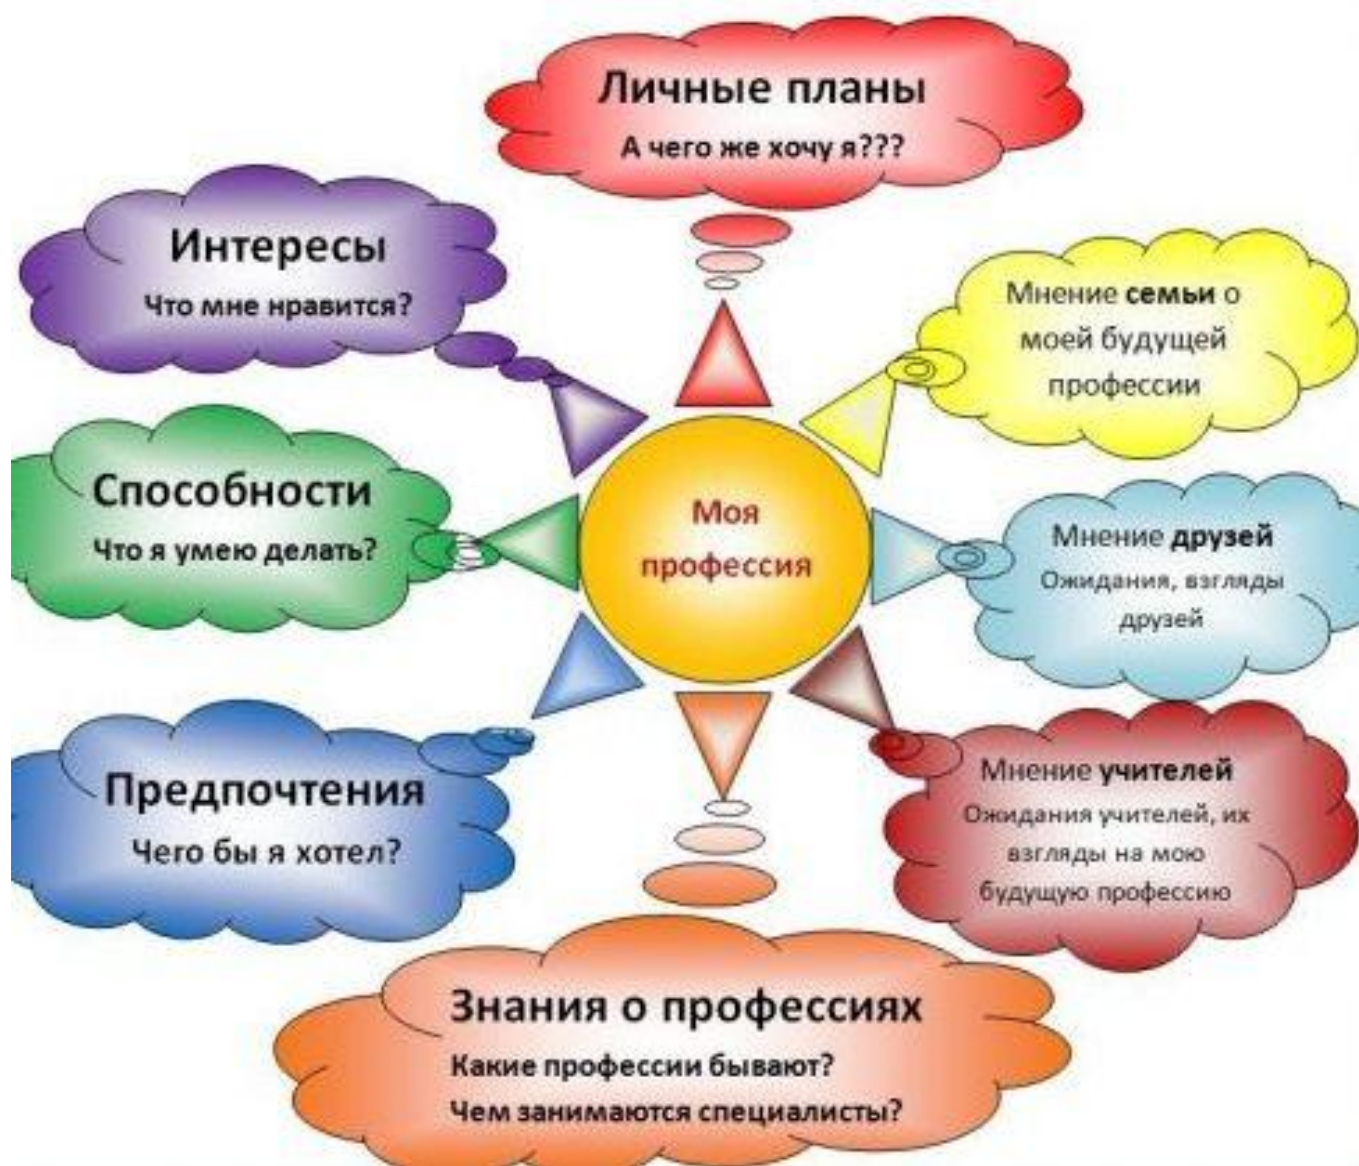 Личные планы
А чего же хочу я???
Интересы
Что мне нравится?
Мнение семьи о
моей будущей
профессии
Способности
Что я умею делать?
Моя
профессия
Мнение друзей
Ожидания, взгляды
друзей
Предпочтения
Чего бы я хотел?
Мнение учителей
Ожидания учителей, их
взгляды на мою
будущую профессию
Знания о профессиях
Какие профессии бывают?
Чем занимаются специалисты?